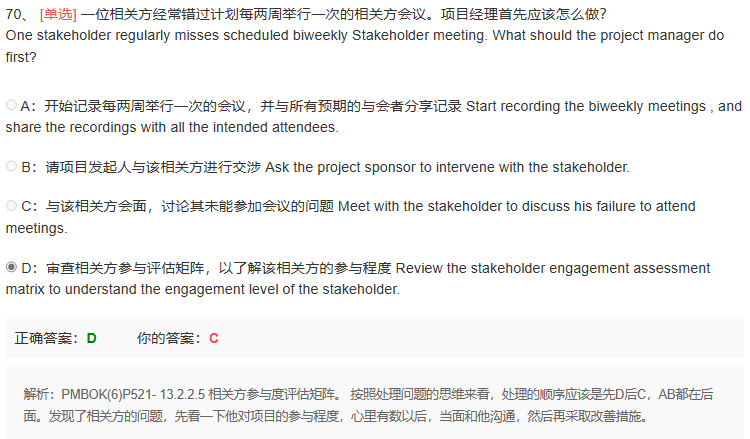 70、 [单选] 一位相关方经常错过计划每两周举行一次的相关方会议。项目经理首先应该怎么做?
One stakeholder regularly misses scheduled biweekly Stakeholder meeting. What should the project manager do
first?
A：开始记录每两周举行一次的会议，并与所有预期的与会者分享记录 Start recording the biweekly meetings , and
share the recordings with all the intended attendees.
B：请项目发起人与该相关方进行交涉 Ask the project sponsor to intervene with the stakeholder.
C：与该相关方会面，讨论其未能参加会议的问题 Meet with the stakeholder to discuss his failure to attend
meetings.
D：审查相关方参与评估矩阵，以了解该相关方的参与程度 Review the stakeholder engagement assessment
matrix to understand the engagement level of the stakeholder.
正确答案：D 你的答案：C
解析：PMBOK(6)P521- 13.2.2.5 相关方参与度评估矩阵。 按照处理问题的思维来看，处理的顺序应该是先D后C，AB都在后
面。发现了相关方的问题，先看一下他对项目的参与程度，心里有数以后，当面和他沟通，然后再采取改善措施。